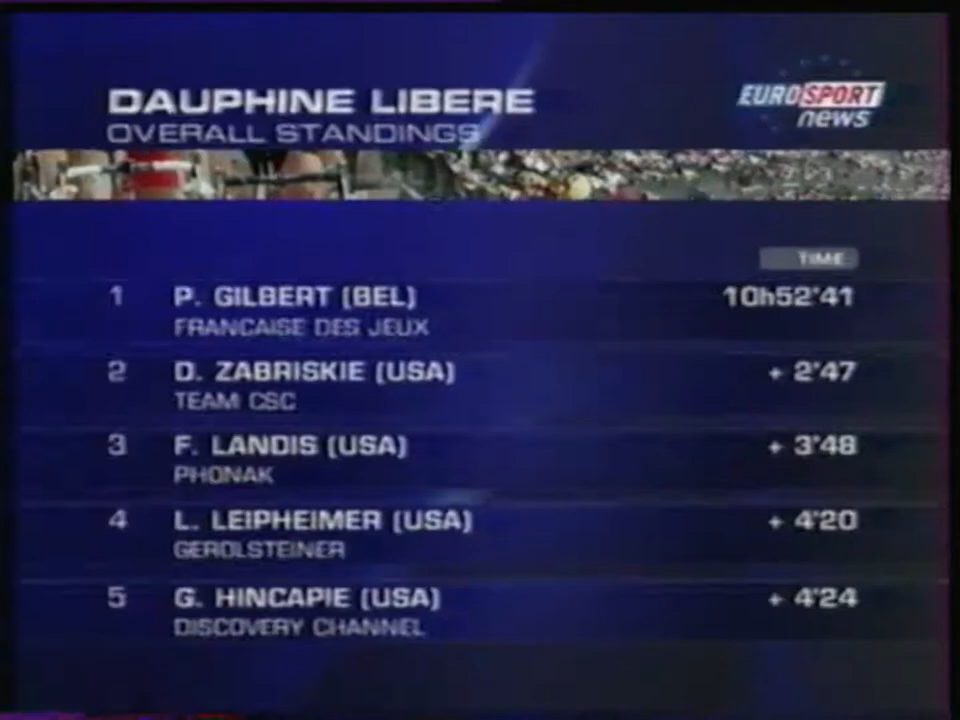 DAUPHINE LIBERE
OVERALL STANDINGS
EUROSPORT
news
TIME
1 P. GILBERT (BEL) 10h52'41
FRANCAISE DES JEUX
2 D. ZABRISKIE (USA) + 2'47
TEAM CSC
3 F. LANDIS (USA) + 3'48
PHONAK
4 L. LEIPHEIMER (USA) + 4'20
GEROLSTEINER
5 G. HINCAPIE (USA) + 4'24
DISCOVERY CHANNEL